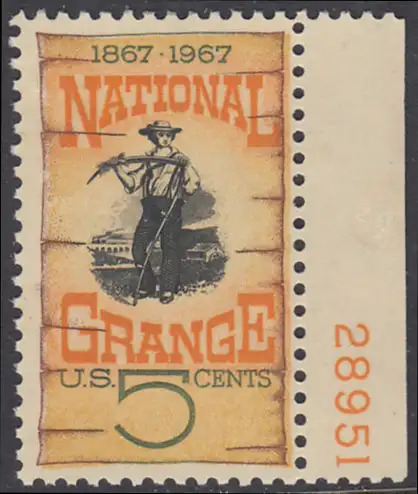 1867 · 1967
NATIONAL
GRANGE
U.S. 5 CENTS
28951